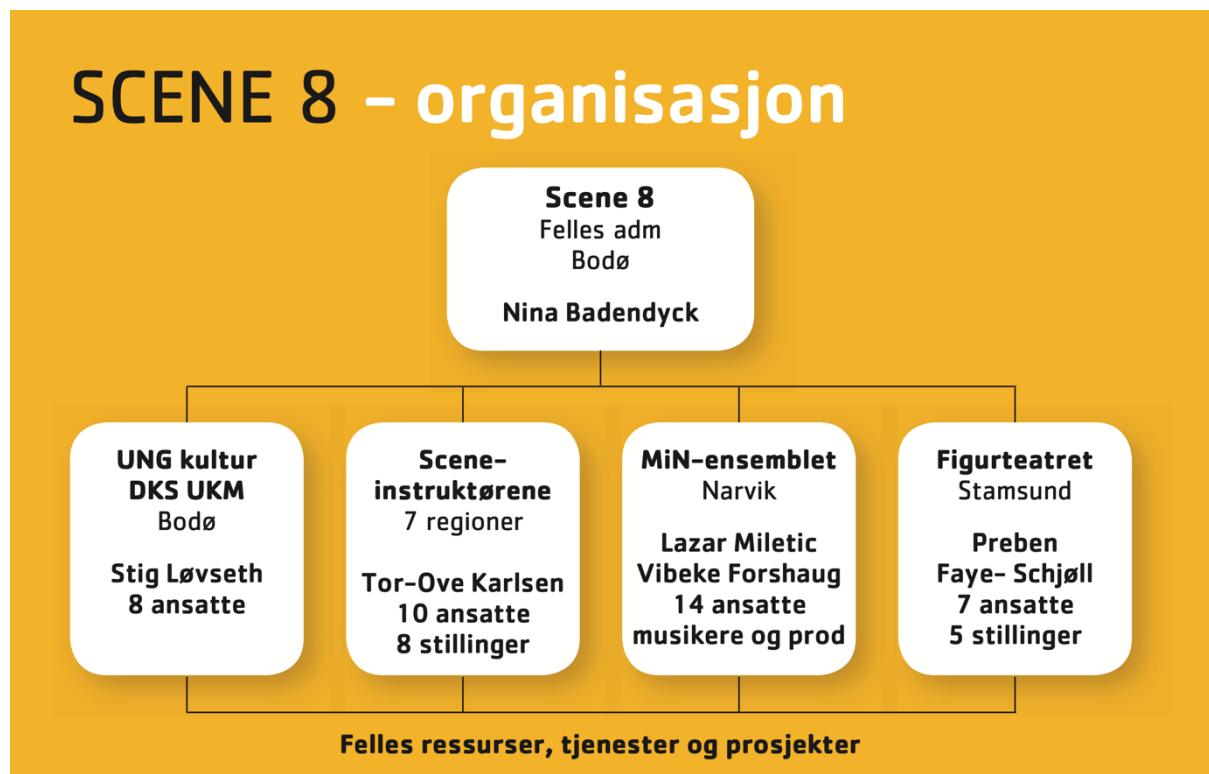 SCENE 8 – organisasjon
Scene 8
Felles adm
Bodø
Nina Badendyck
UNG kultur
DKS UKM
Bodø
Stig Løvseth
8 ansatte
Scene-
instruktørene
7 regioner
Tor-Ove Karlsen
10 ansatte
8 stillinger
MiN-ensemblet
Narvik
Lazar Miletic
Vibeke Forshaug
14 ansatte
musikere og prod
Figurteatret
Stamsund
Preben
Faye- Schjøll
7 ansatte
5 stillinger
Felles ressurser, tjenester og prosjekter